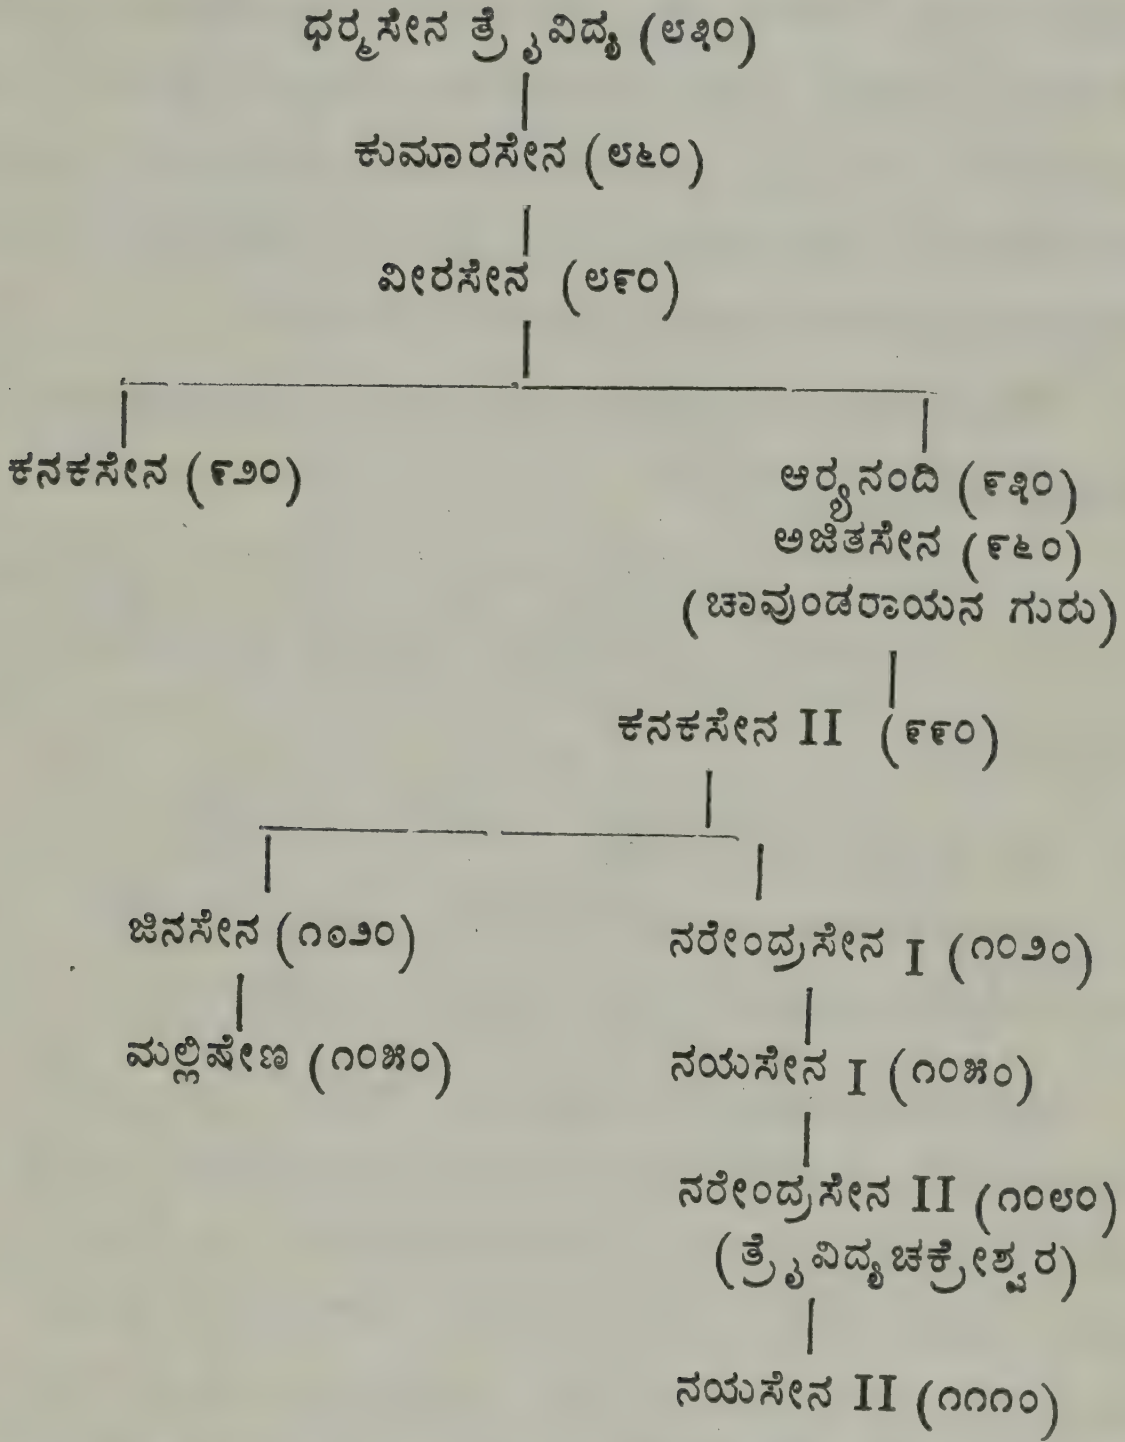 ಧರ್ಮಸೇನ ತ್ರೈವಿದ್ಯ (೮೩೦)
ಕುಮಾರಸೇನ (೮೬೦)
ವೀರಸೇನ (೮೯೦)
ಕನಕಸೇನ (೯೨೦)
ಆರ್‍ಯನಂದಿ (೯೩೦)
ಅಜಿತಸೇನ (೯೬೦)
(ಚಾವುಂಡರಾಯನ ಗುರು)
ಕನಕಸೇನ II (೯೯೦)
ಜಿನಸೇನ (೧೦೨೦)
ನರೇಂದ್ರಸೇನ I (೧೦೨೦)
ಮಲ್ಲಿಷೇಣ (೧೦೫೦)
ನಯಸೇನ I (೧೦೫೦)
ನರೇಂದ್ರಸೇನ II (೧೦೮೦)
(ತ್ರೈವಿದ್ಯಚಕ್ರೇಶ್ವರ)
ನಯಸೇನ II (೧೧೧೦)